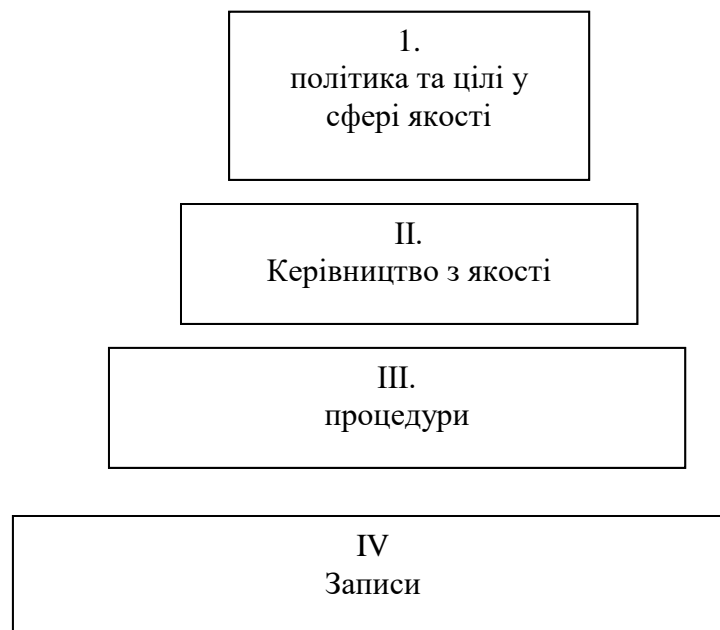 1.
політика та цілі у
сфері якості
II.
Керівництво з якості
III.
процедури
IV
Записи